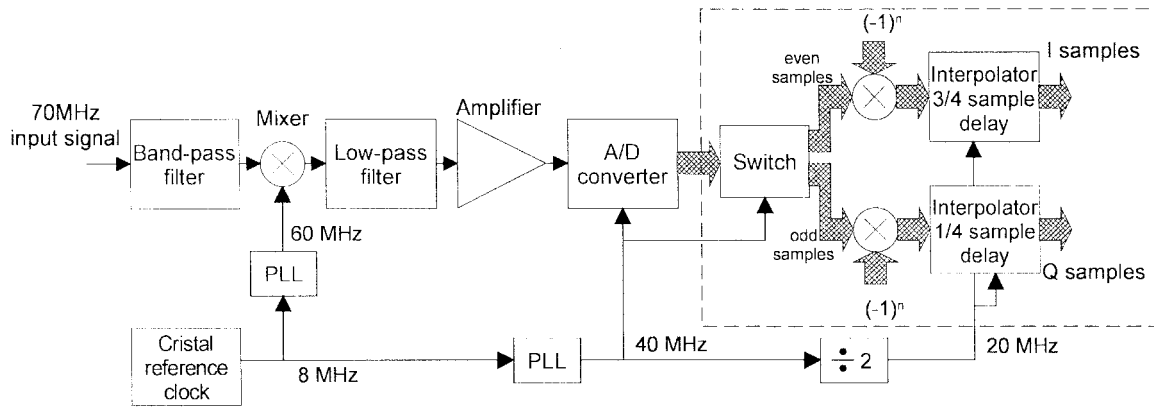 70MHz
input signal
Band-pass
filter
Mixer
60 MHz
PLL
Low-pass
filter
Amplifier
A/D
converter
Switch
even
samples
odd
samples
(-1)ⁿ
(-1)ⁿ
Interpolator
3/4 sample
delay
I samples
Interpolator
1/4 sample
delay
Q samples
Cristal
reference
clock
8 MHz
PLL
40 MHz
÷ 2
20 MHz